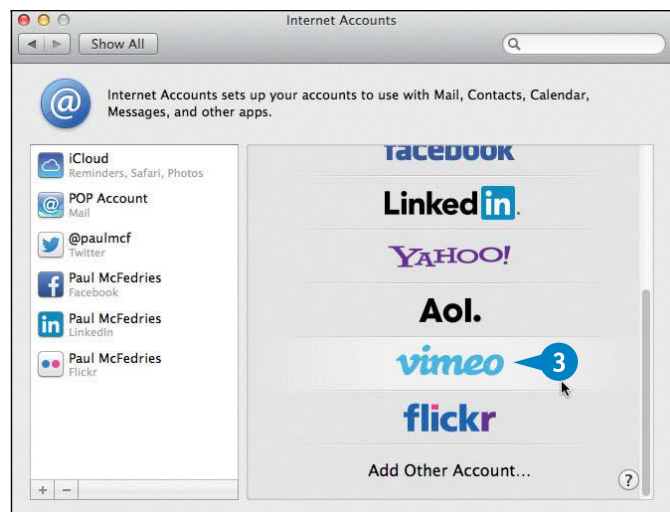 Internet Accounts
Show All
Internet Accounts sets up your accounts to use with Mail, Contacts, Calendar,
Messages, and other apps.
iCloud
Reminders, Safari, Photos
POP Account
Mail
@paulmcf
Twitter
Paul McFedries
Facebook
Paul McFedries
LinkedIn
Paul McFedries
Flickr
+ −
facebook
Linked in.
YAHOO!
Aol.
vimeo 3
flickr
Add Other Account...
?